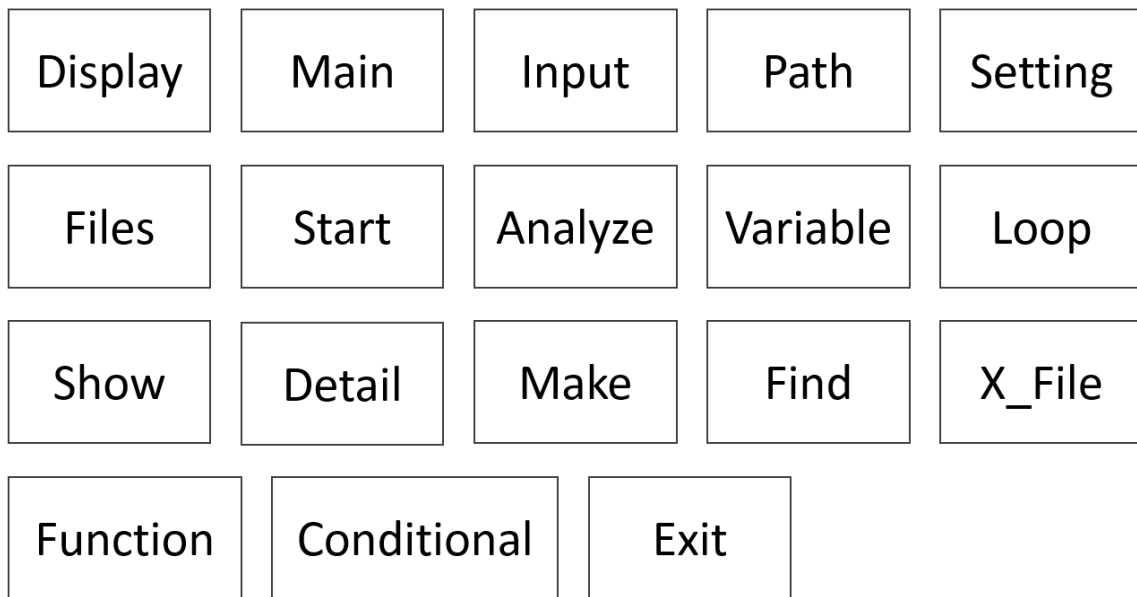 Display Main Input Path Setting
Files Start Analyze Variable Loop
Show Detail Make Find X_File
Function Conditional Exit